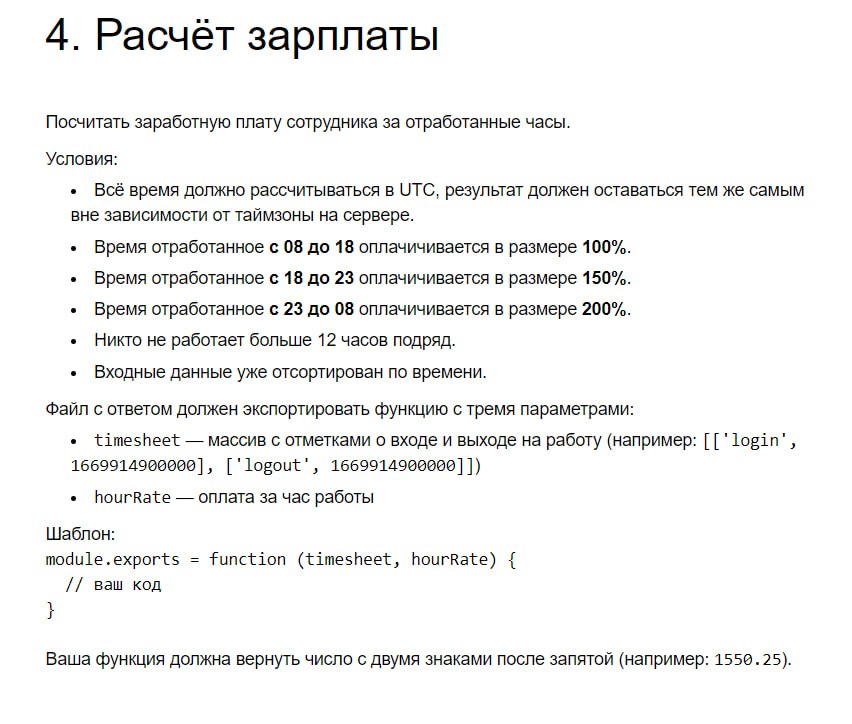 4. Расчёт зарплаты
Посчитать заработную плату сотрудника за отработанные часы.
Условия:
• Всё время должно рассчитываться в UTC, результат должен оставаться тем же самым
вне зависимости от таймзоны на сервере.
• Время отработанное с 08 до 18 оплачичивается в размере 100%.
• Время отработанное с 18 до 23 оплачичивается в размере 150%.
• Время отработанное с 23 до 08 оплачичивается в размере 200%.
• Никто не работает больше 12 часов подряд.
• Входные данные уже отсортирован по времени.
Файл с ответом должен экспортировать функцию с тремя параметрами:
• timesheet — массив с отметками о входе и выходе на работу (например: [['login',
1669914900000], ['logout', 1669914900000]])
• hourRate — оплата за час работы
Шаблон:
module.exports = function (timesheet, hourRate) {
  // ваш код
}
Ваша функция должна вернуть число с двумя знаками после запятой (например: 1550.25).